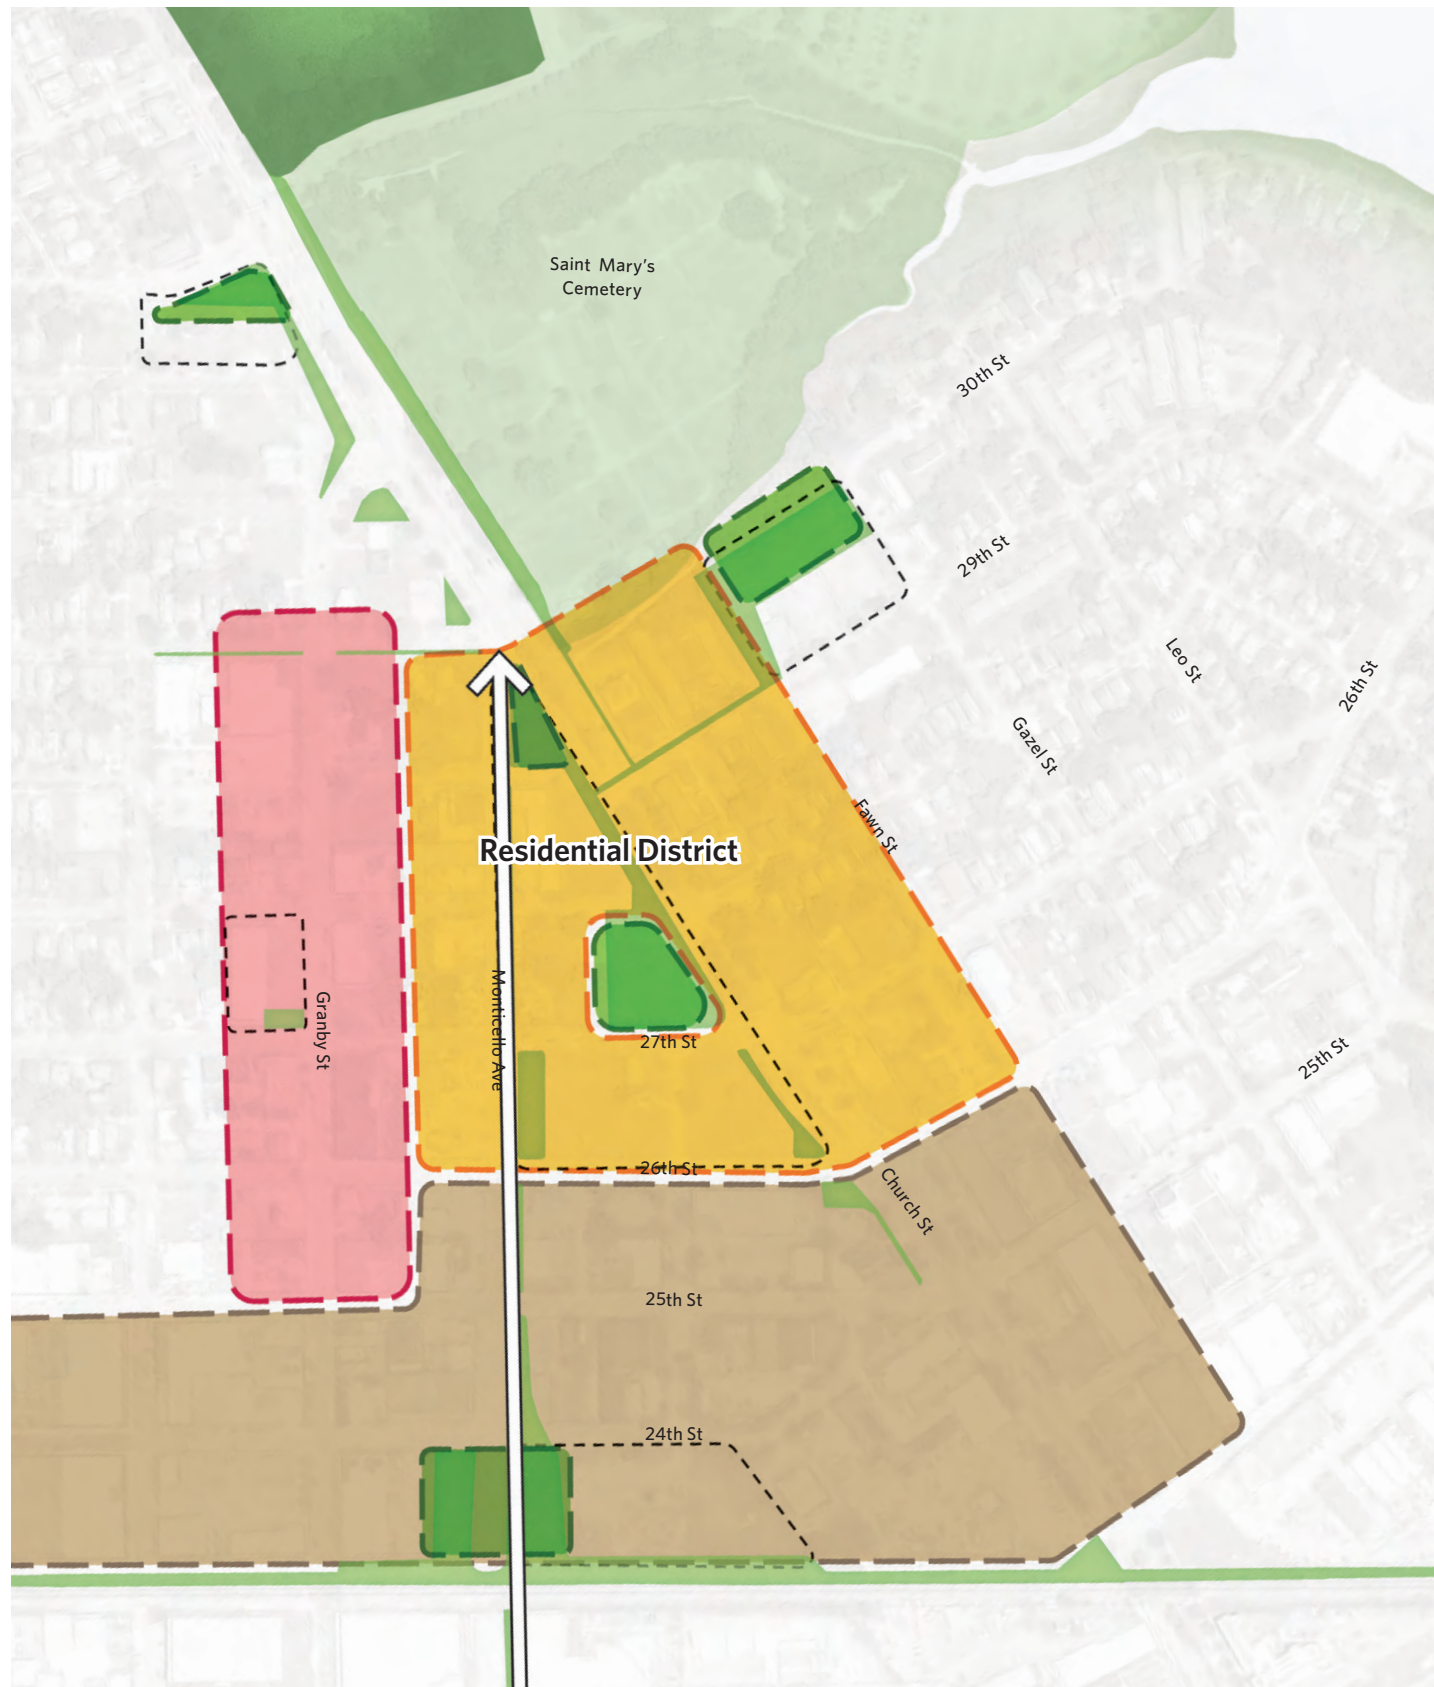 Saint Mary's
Cemetery
30th St
29th St
Leo St
26th St
Gazel St
Fawn St
Residential District
Monticello Ave
Granby St
27th St
25th St
26th St
Church St
25th St
24th St